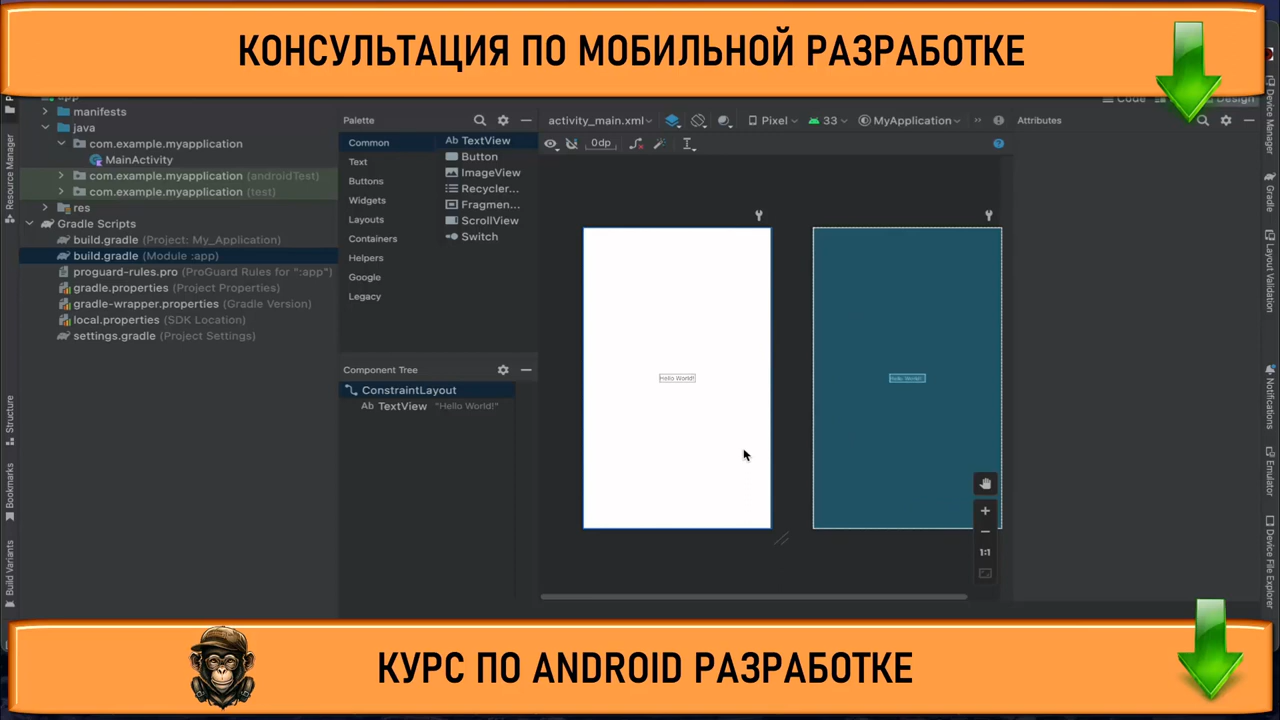 КОНСУЛЬТАЦИЯ ПО МОБИЛЬНОЙ РАЗРАБОТКЕ
manifests
java
com.example.myapplication
MainActivity
com.example.myapplication (androidTest)
com.example.myapplication (test)
res
Gradle Scripts
build.gradle (Project: My_Application)
build.gradle (Module :app)
proguard-rules.pro (ProGuard Rules for ":app")
gradle.properties (Project Properties)
gradle-wrapper.properties (Gradle Version)
local.properties (SDK Location)
settings.gradle (Project Settings)
Resource Manager
Structure
Bookmarks
Build Variants
Palette
Common
Text
Buttons
Widgets
Layouts
Containers
Helpers
Google
Legacy
Ab TextView
Button
ImageView
Recycler...
Fragmen...
ScrollView
Switch
Component Tree
ConstraintLayout
Ab TextView "Hello World!"
activity_main.xml
Pixel
33
MyApplication
Code
Design
0dp
Hello World!
Hello World!
1:1
Attributes
Device Manager
Gradle
Layout Validation
Notifications
Emulator
Device File Explorer
КУРС ПО ANDROID РАЗРАБОТКЕ